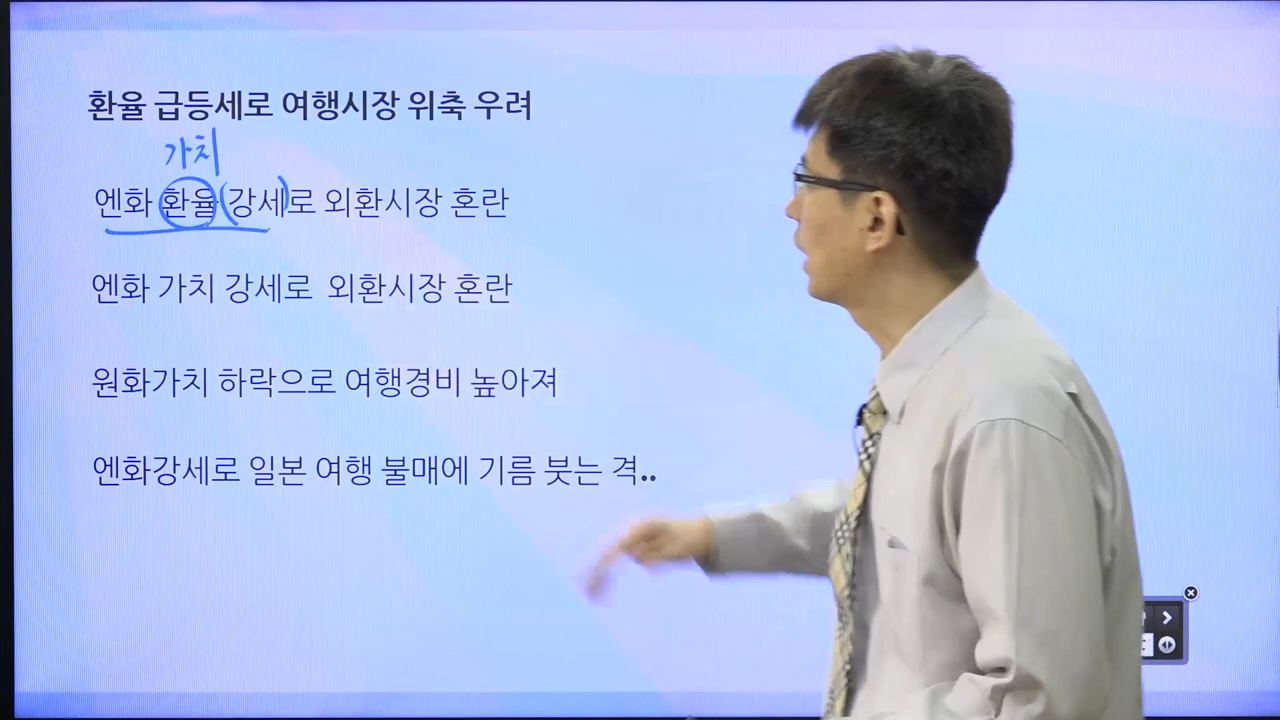 환율 급등세로 여행시장 위축 우려
가치
엔화 환율(강세)로 외환시장 혼란
엔화 가치 강세로 외환시장 혼란
원화가치 하락으로 여행경비 높아져
엔화강세로 일본 여행 불매에 기름 붓는 격..